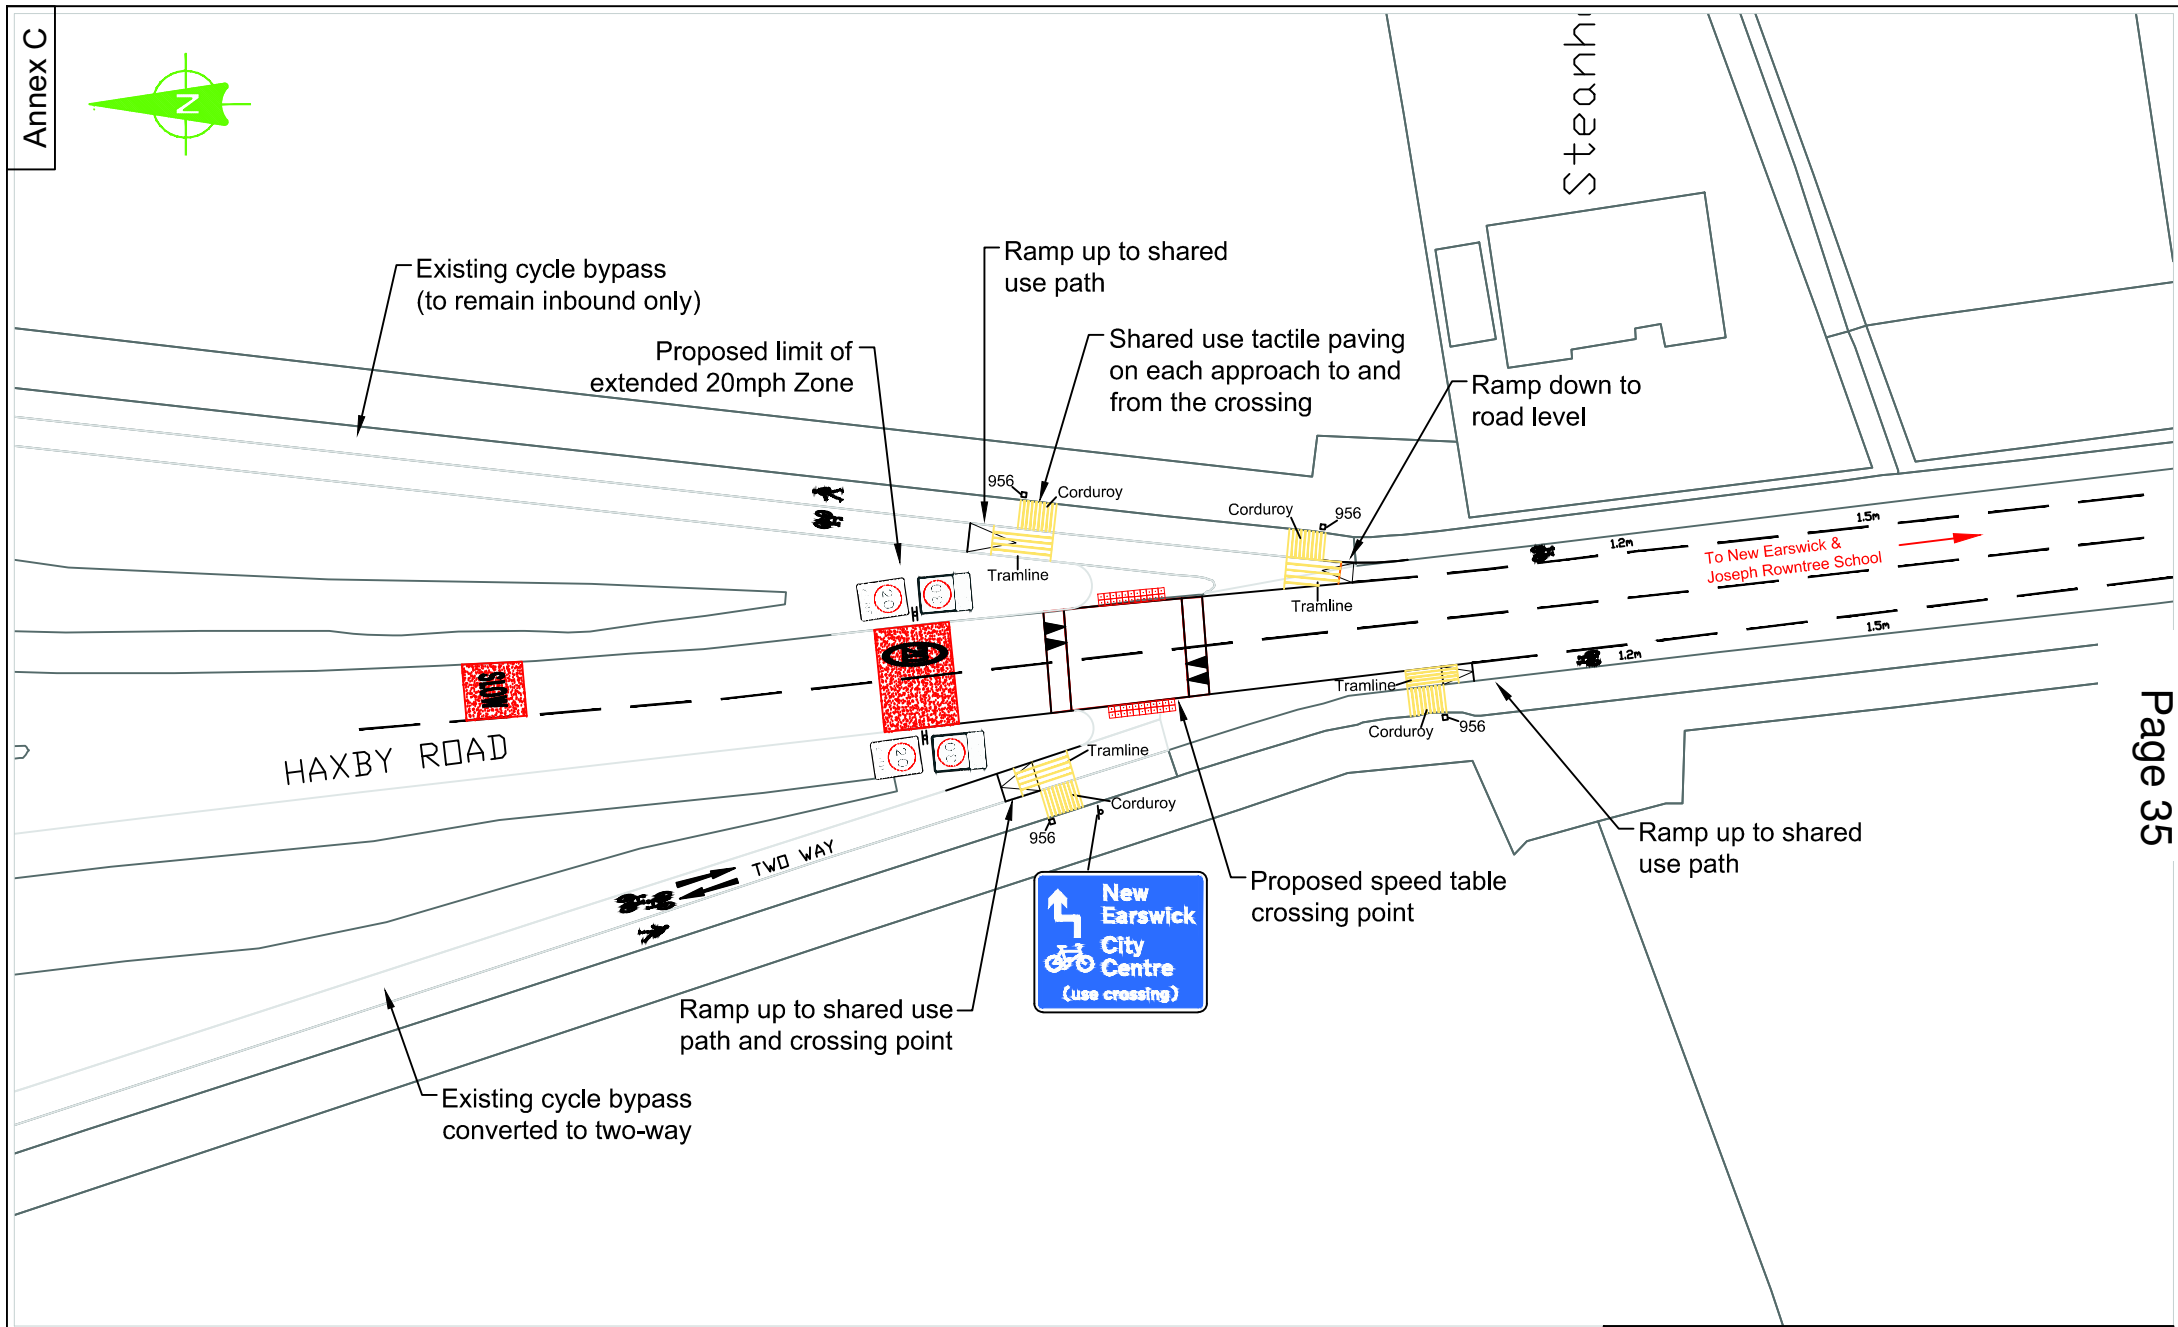 Annex C
N
Steanh
Existing cycle bypass
(to remain inbound only)
Ramp up to shared
use path
Proposed limit of
extended 20mph Zone
Shared use tactile paving
on each approach to and
from the crossing
Ramp down to
road level
956
Corduroy
Tramline
Corduroy
956
Tramline
1.2m
1.5m
To New Earswick &
Joseph Rowntree School
20
30
SLOW
HAXBY ROAD
20
30
Tramline
Corduroy
956
1.2m
1.5m
Tramline
Corduroy
956
TWO WAY
Ramp up to shared
use path
Proposed speed table
crossing point
New
Earswick
City
Centre
(use crossing)
Ramp up to shared use
path and crossing point
Existing cycle bypass
converted to two-way
Page 35